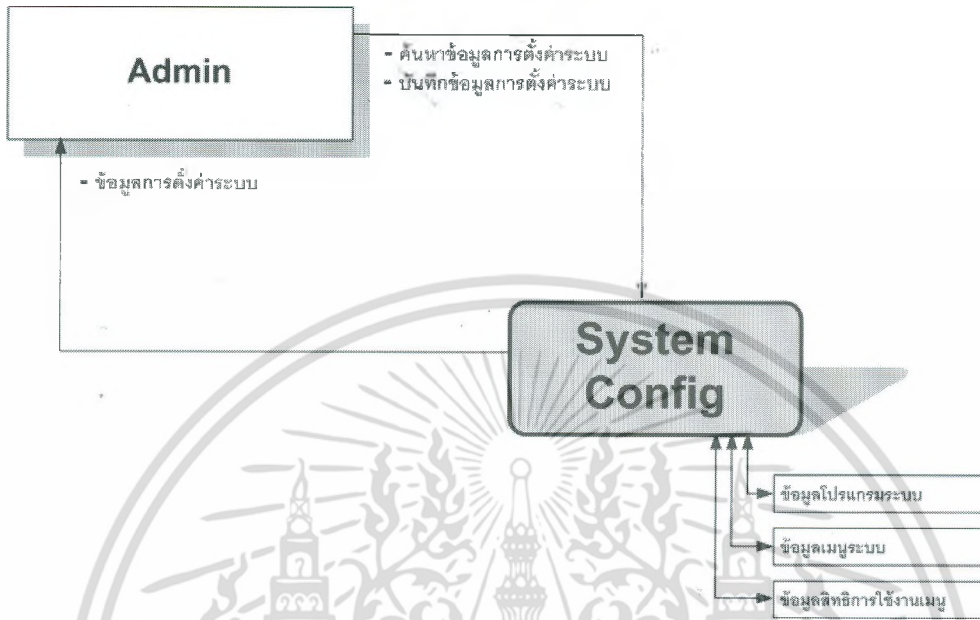 Admin
- ค้นหาข้อมูลการตั้งค่าระบบ
- บันทึกข้อมูลการตั้งค่าระบบ
- ข้อมูลการตั้งค่าระบบ
System
Config
ข้อมูลโปรแกรมระบบ
ข้อมูลเมนูระบบ
ข้อมูลสิทธิการใช้งานเมนู